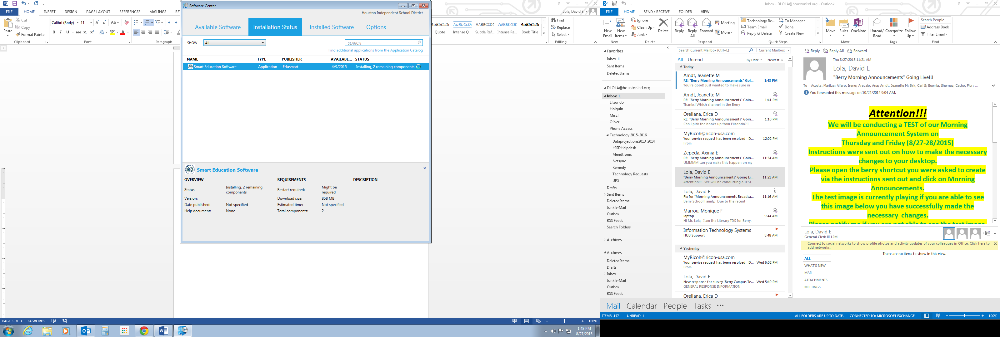 Software Center
Houston Independent School District
Available Software
Installation Status
Installed Software
Options
SHOW All
SEARCH
Find additional applications from the Application Catalog
NAME TYPE PUBLISHER AVAILABL... STATUS
Smart Education Software Application Edusmart 4/9/2015 Installing, 2 remaining components
Smart Education Software
OVERVIEW REQUIREMENTS DESCRIPTION
Status: Installing, 2 remaining components Restart required: Might be required
Version: Download size: 858 MB
Date published: Not specified Estimated time: Not specified
Help document: None Total components: 2
FILE HOME INSERT DESIGN PAGE LAYOUT REFERENCES MAILINGS RE
Lola, David E
Paste
Cut
Copy
Format Painter
Calibri (Body) 11
Clipboard Font Paragraph
AaBbCcDc AaBbCcDc AABBCCDC AABBCCDC AaBbCcDc
Quote Intense Q... Subtle Ref... Intense Re... Book Title
Find
Replace
Select
Editing
PAGE 3 OF 3 64 WORDS
100%
1:48 PM
8/27/2015
Inbox - DLOLA@houstonisd.org - Outlook
FILE HOME SEND / RECEIVE FOLDER VIEW
New Email
New Items
Ignore
Clean Up
Junk
Delete
Reply
Reply All
Forward
Meeting
More
Technology Re...
Team Email
Reply & Delete
To Manager
Done
Create New
Move
Rules
OneNote
Unread/ Read
Categorize
Follow Up
Search People
Address Book
Filter Email
New Delete Respond Quick Steps Move Tags Find
Favorites
Inbox 1
Sent Items
Deleted Items
DLOLA@houstonisd.org
Inbox 1
Elizondo
Holguin
Miscl
Oliver
Phone Access
Technology 2015-2016
Dataprojections2013_2014
HISDHelpdesk
Mendtronix
Netsync
Remedy
Technology Requests
UPS
Drafts
Sent Items
Deleted Items
Junk E-Mail
Outbox
RSS Feeds
Search Folders
Archives
Archives
Deleted Items
Drafts
Inbox
Junk E-Mail
Outbox
RSS Feeds
Search Current Mailbox (Ctrl+E) Current Mailbox
All Unread By Date Newest
Today
Arndt, Jeanette M
RE: "Berry Morning Announcements" Goi... 1:43 PM
You're good! Just wanted to make sure in
Arndt, Jeanette M
RE: "Berry Morning Announcements" Goin... 1:41 PM
Thanks! Which channel in the Berry
Orellana, Erica D
RE: "Berry Morning Announcements" Goin... 1:10 PM
Can I pick the books up from Elizondo? I
MyRicoh@ricoh-usa.com
Your service request has been resolved - D... 12:02 PM
From
Zepeda, Axinia E
RE: "Berry Morning Announcements" Goin... 11:54 AM
UMMMM can you make this happen on my
Lola, David E
"Berry Morning Announcements" Going Li... 11:21 AM
Attention!!! We will be conducting a TEST
Lola, David E
Fix for "Morning Announcements Broadca... 11:16 AM
Berry School Family, Due to the recent
Marrou, Monique F
laptop 9:44 AM
Hi Mr. Lola, I am the Literacy TDS for Berry.
Information Technology Systems
HUB Support 8:48 AM
Yesterday
MyRicoh@ricoh-usa.com
Your service request has been resolved - D... Wed 6:02 PM
From
Lola, David E
New response for survey 'Berry Campus Te... Wed 5:40 PM
GENERAL RESPONSE INFORMATION
Orellana, Erica D
Reply Reply All Forward
Thu 8/27/2015 11:21 AM
Lola, David E
"Berry Morning Announcements" Going Live!!!
To Acosta, Maritza; Alfaro, Irene; Arevalo, Ana; Arndt, Jeanette M; Birk, Carl S; Boomla, Shernaz; Cacho, Flor; ...
You forwarded this message on 10/24/2014 9:04 AM.
Attention!!!
We will be conducting a TEST of our Morning
Announcement System on
Thursday and Friday (8/27-28/2015)
Instructions were sent out on how to make the necessary
changes to your desktop.
Please open the berry shortcut you were asked to create
via the instructions sent out and click on Morning
Announcements.
The test image is currently playing if you are able to see
this image below you have successfully made the
necessary changes.
Please notify me if you are not able to see the test image
Lola, David E
General Clerk III 12M
Connect to social networks to show profile photos and activity updates of your colleagues in Office. Click here to
add networks.
There are no items to show in this view.
ALL
WHAT'S NEW
MAIL
ATTACHMENTS
MEETINGS
Mail Calendar People Tasks ...
ITEMS: 457 UNREAD: 1
ALL FOLDERS ARE UP TO DATE. CONNECTED TO: MICROSOFT EXCHANGE 100%